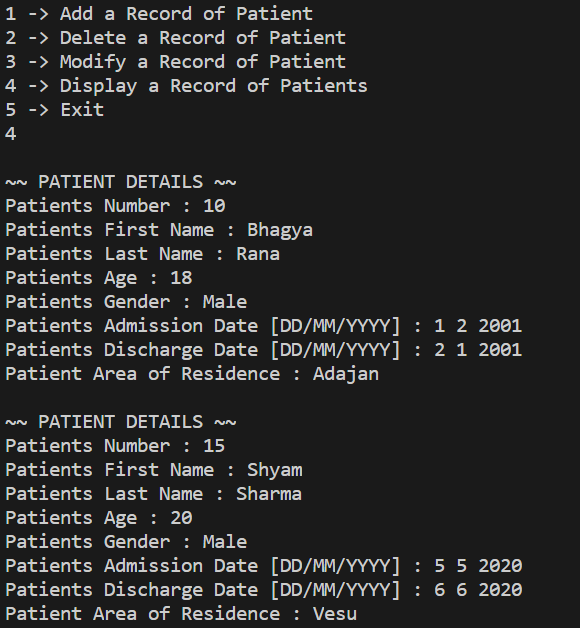 1 -> Add a Record of Patient
2 -> Delete a Record of Patient
3 -> Modify a Record of Patient
4 -> Display a Record of Patients
5 -> Exit
4
~~ PATIENT DETAILS ~~
Patients Number : 10
Patients First Name : Bhagya
Patients Last Name : Rana
Patients Age : 18
Patients Gender : Male
Patients Admission Date [DD/MM/YYYY] : 1 2 2001
Patients Discharge Date [DD/MM/YYYY] : 2 1 2001
Patient Area of Residence : Adajan
~~ PATIENT DETAILS ~~
Patients Number : 15
Patients First Name : Shyam
Patients Last Name : Sharma
Patients Age : 20
Patients Gender : Male
Patients Admission Date [DD/MM/YYYY] : 5 5 2020
Patients Discharge Date [DD/MM/YYYY] : 6 6 2020
Patient Area of Residence : Vesu